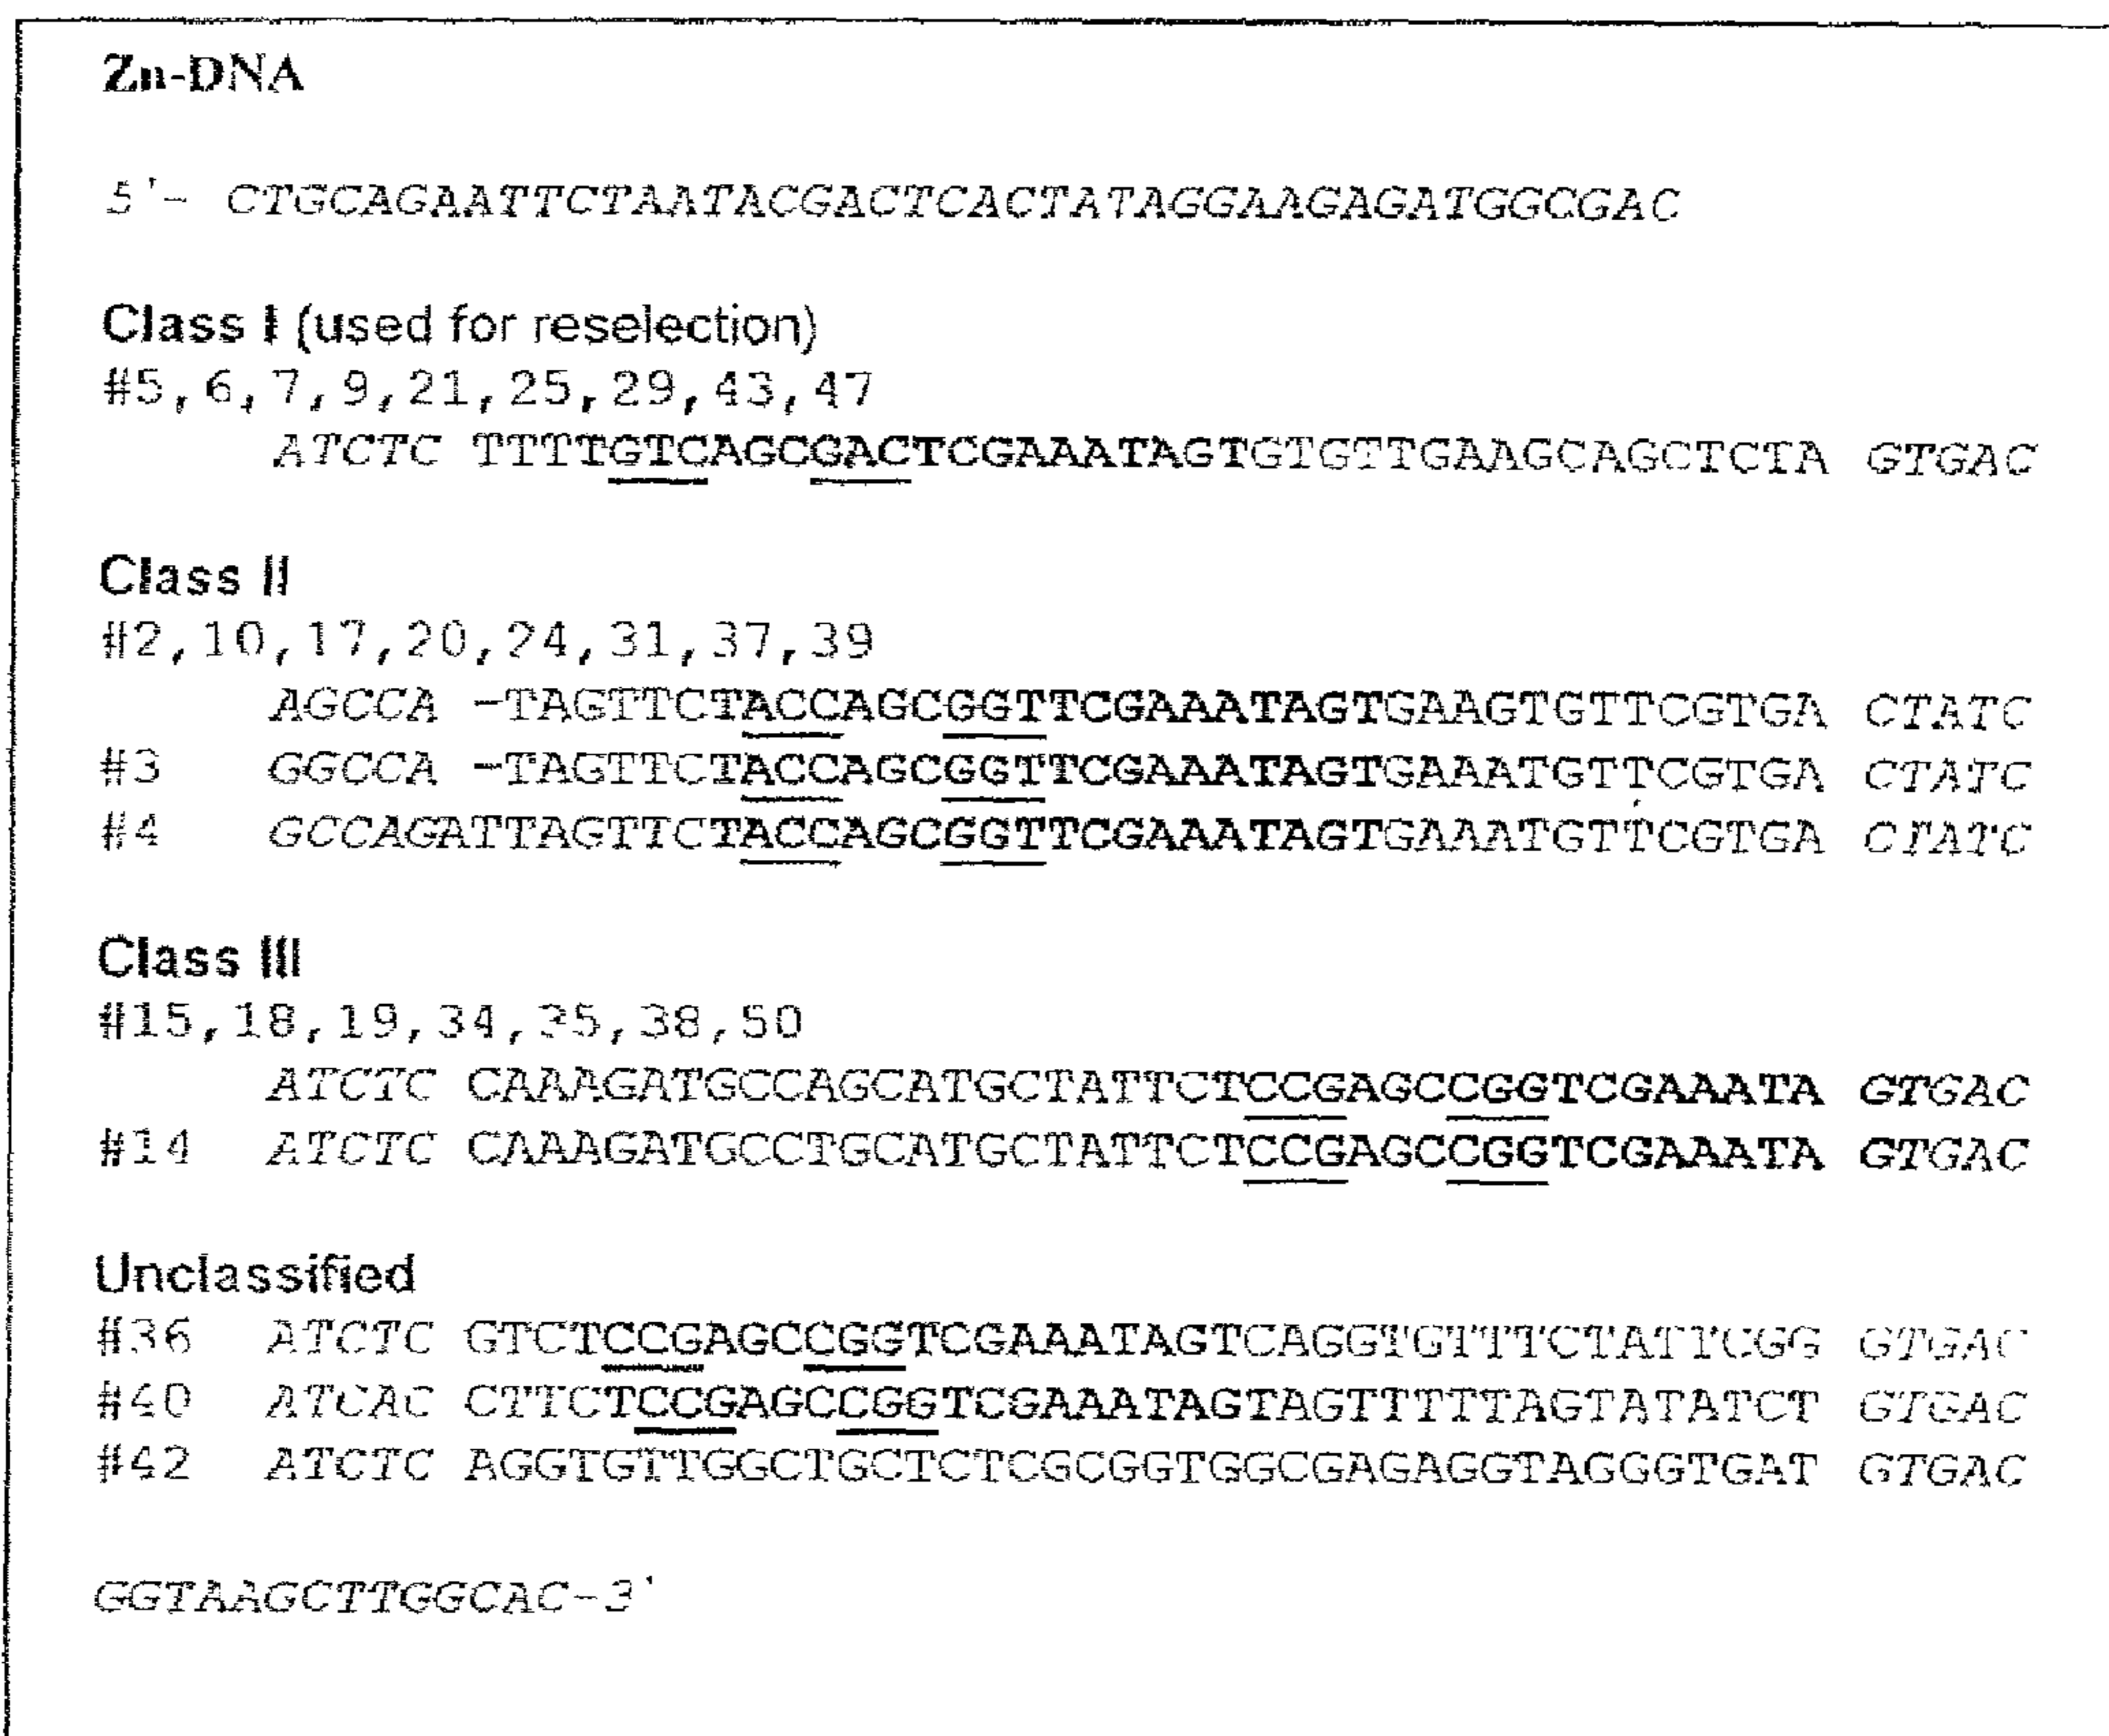 Zn-DNA
5'- CTGCAGAATTCTAATACGACTCACTATAGGAAGAGATGGCGAC
Class I (used for reselection)
#5,6,7,9,21,25,29,43,47
ATCTC TTTTGTCAGCGACTCGAAATAGTGTGTTGAAGCAGCTCTA GTGAC
Class II
#2,10,17,20,24,31,37,39
AGCCA -TAGTTCTACCAGCGGTTCGAAATAGTGAAGTGTTCGTGA CTATC
#3 GGCCA -TAGTTCTACCAGCGGTTCGAAATAGTGAAATGTTCGTGA CTATC
#4 GCCAGATTAGTTCTACCAGCGGTTCGAAATAGTGAAATGTTCGTGA CTATC
Class III
#15,18,19,34,35,38,50
ATCTC CAAAGATGCCAGCATGCTATTCTCCGAGCCGGTCGAAATA GTGAC
#14 ATCTC CAAAGATGCCTGCATGCTATTCTCCGAGCCGGTCGAAATA GTGAC
Unclassified
#36 ATCTC GTCTCCGAGCCGGTCGAAATAGTCAGGTGTTTCTATTCGG GTGAC
#40 ATCAC CTTCTCCGAGCCGGTCGAAATAGTAGTTTTTAGTATATCT GTGAC
#42 ATCTC AGGTGTTGGCTGCTCTCGCGGTGGCGAGAGGTAGGGTGAT GTGAC
GGTAAGCTTGGCAC-3'